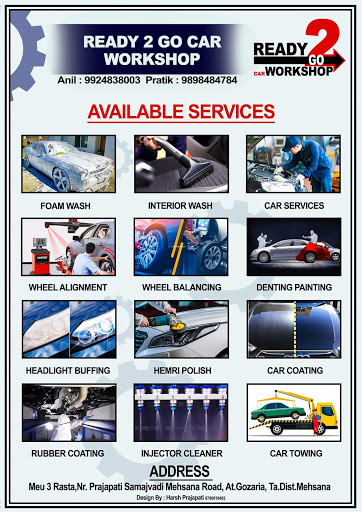 READY 2 GO CAR
WORKSHOP
Anil : 9924838003 Pratik : 9898484784
READY
2
GO
CAR WORKSHOP
AVAILABLE SERVICES
FOAM WASH
INTERIOR WASH
CAR SERVICES
WHEEL ALIGNMENT
WHEEL BALANCING
DENTING PAINTING
HEADLIGHT BUFFING
HEMRI POLISH
CAR COATING
RUBBER COATING
INJECTOR CLEANER
CAR TOWING
ADDRESS
Meu 3 Rasta,Nr. Prajapati Samajvadi Mehsana Road, At.Gozaria, Ta.Dist.Mehsana
Design By : Harsh Prajapati